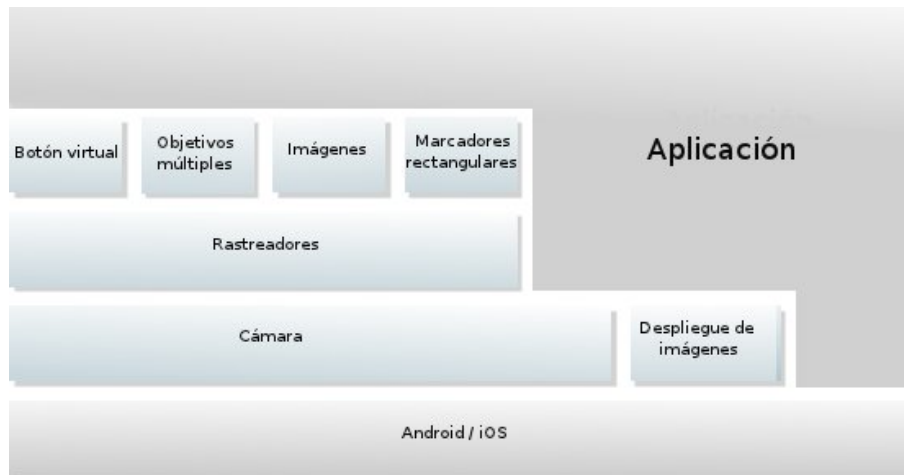 Aplicación
Botón virtual
Objetivos
múltiples
Imágenes
Marcadores
rectangulares
Rastreadores
Cámara
Despliegue de
imágenes
Android / iOS